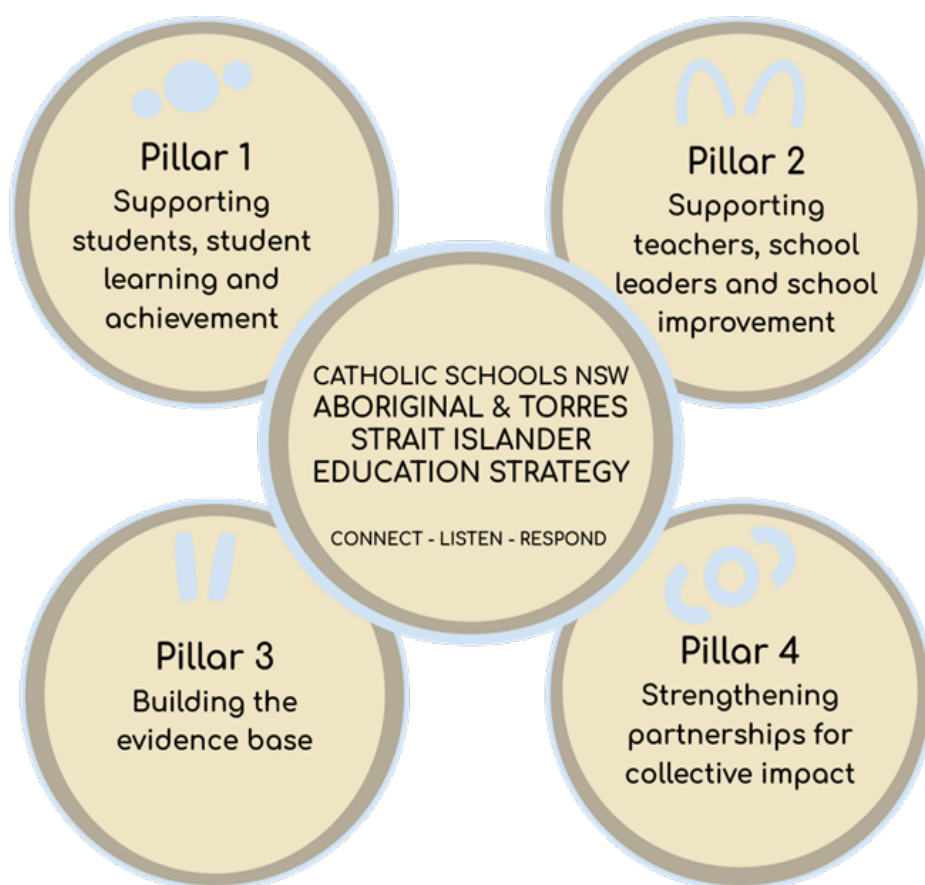 Pillar 1
Supporting
students, student
learning and
achievement
Pillar 2
Supporting
teachers, school
leaders and school
improvement
CATHOLIC SCHOOLS NSW
ABORIGINAL & TORRES
STRAIT ISLANDER
EDUCATION STRATEGY
CONNECT - LISTEN - RESPOND
Pillar 3
Building the
evidence base
Pillar 4
Strengthening
partnerships for
collective impact